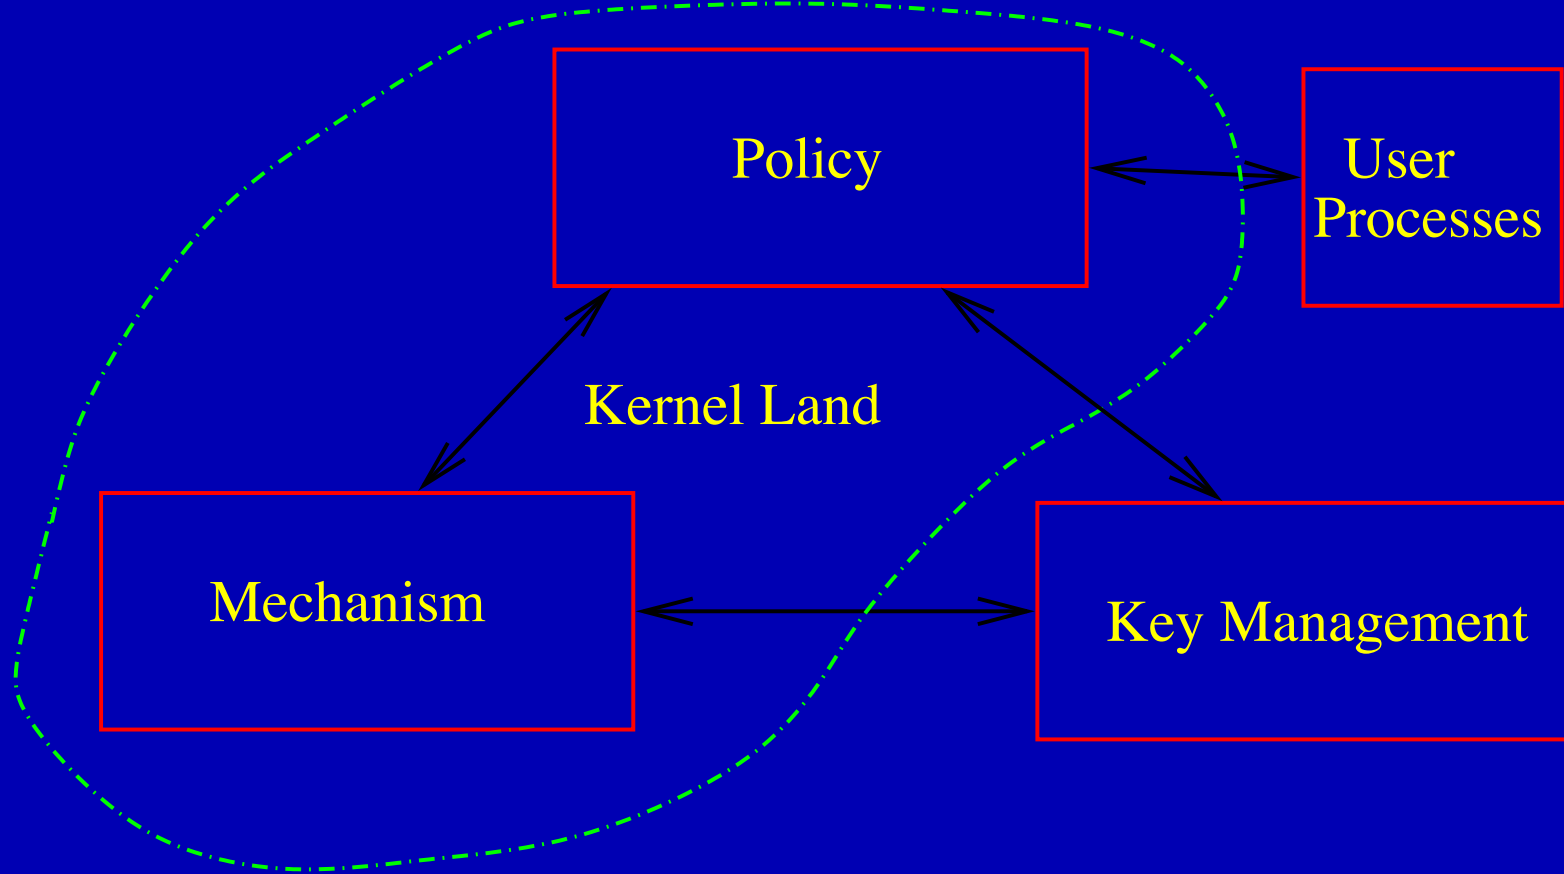 Policy
User
Processes
Kernel Land
Mechanism
Key Management